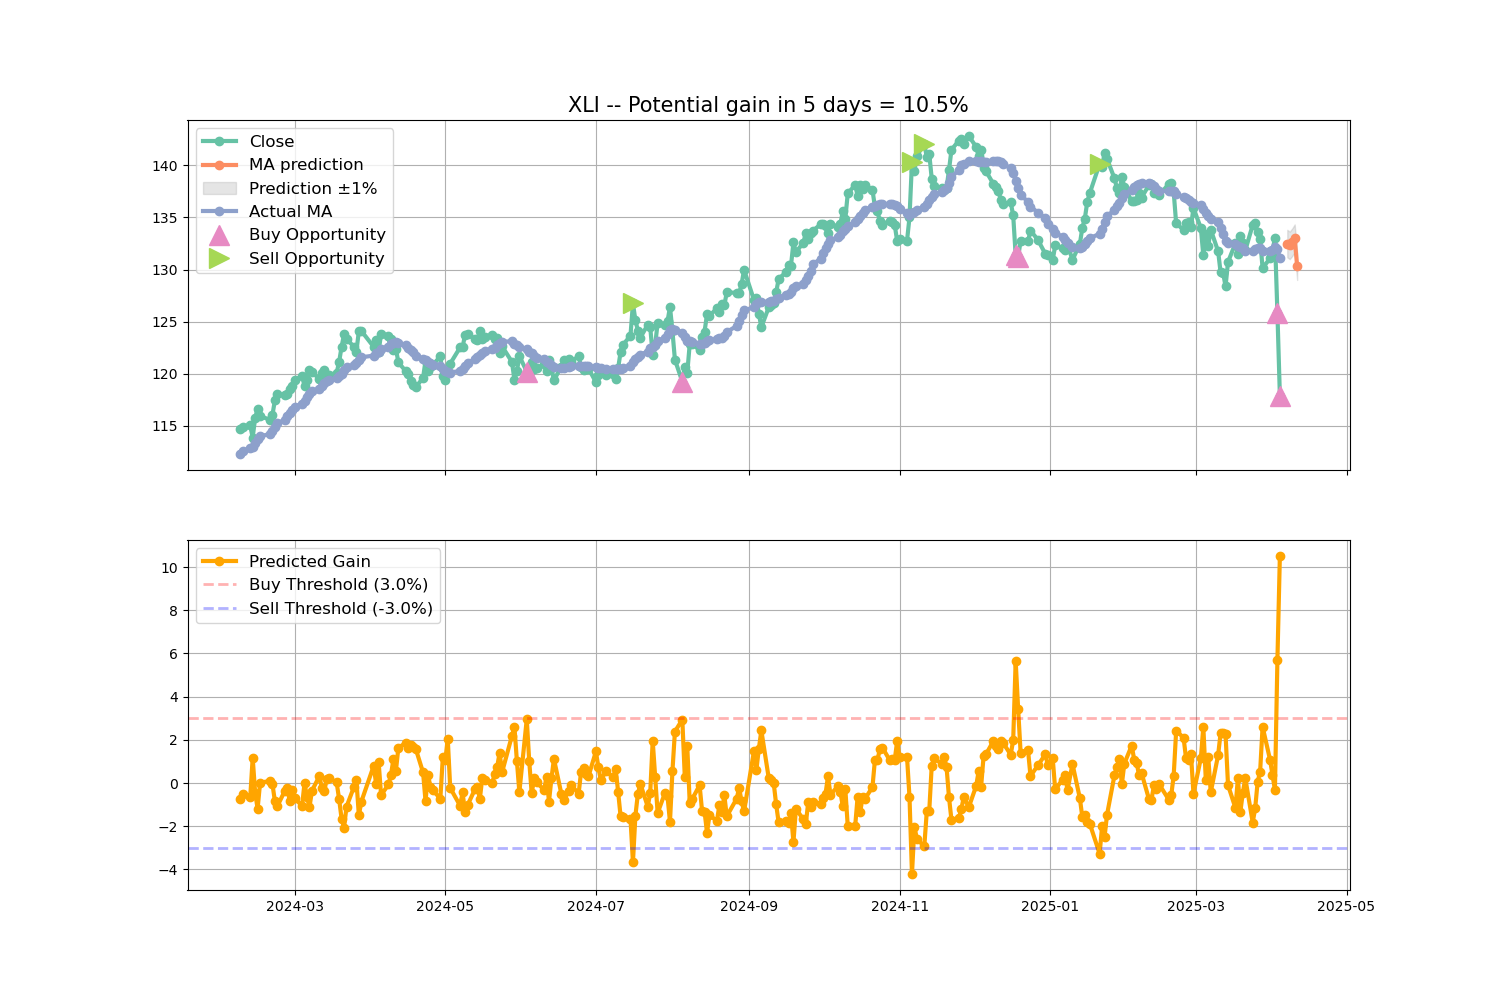 XLI -- Potential gain in 5 days = 10.5%
Close
MA prediction
Prediction ±1%
Actual MA
Buy Opportunity
Sell Opportunity
140
135
130
125
120
115
Predicted Gain
Buy Threshold (3.0%)
Sell Threshold (-3.0%)
10
8
6
4
2
0
−2
−4
2024-03
2024-05
2024-07
2024-09
2024-11
2025-01
2025-03
2025-05